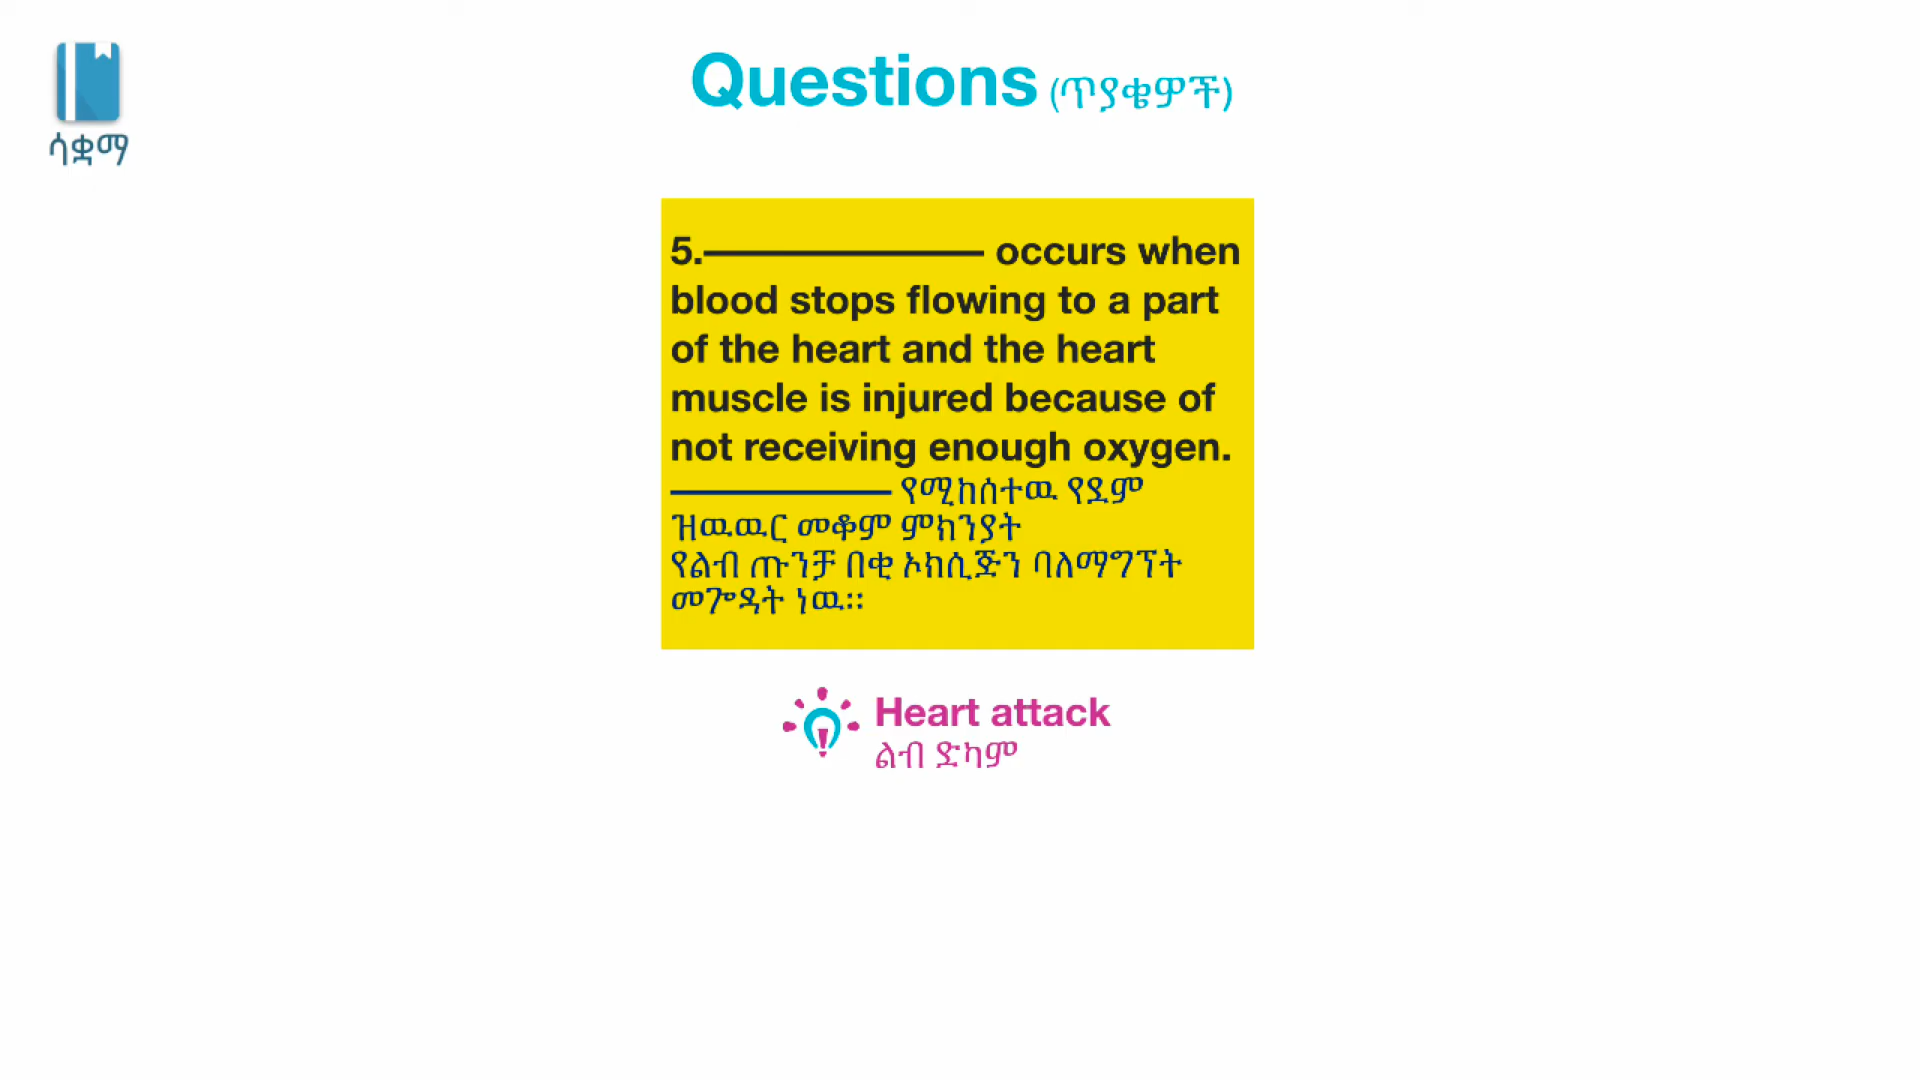 ሳቋማ
Questions (ጥያቄዎች)
5.—————— occurs when
blood stops flowing to a part
of the heart and the heart
muscle is injured because of
not receiving enough oxygen.
—————— የሚከሰተዉ የደም
ዝዉዉር መቆም ምክንያት
የልብ ጡንቻ በቂ ኦክሲጅን ባለማግኘት
መጐዳት ነዉ።
Heart attack
ልብ ድካም